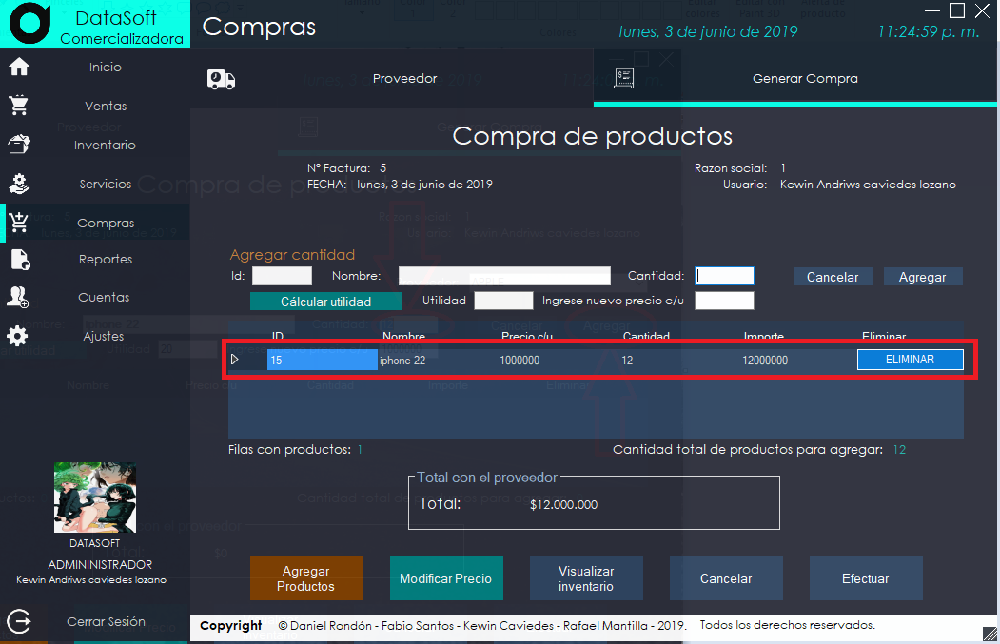 DataSoft
Comercializadora
Compras
lunes, 3 de junio de 2019
11:24:59 p. m.
Inicio
Ventas
Inventario
Servicios
Compras
Reportes
Cuentas
Ajustes
Proveedor
Generar Compra
Compra de productos
Nº Factura: 5
FECHA: lunes, 3 de junio de 2019
Razon social: 1
Usuario: Kewin Andriws caviedes lozano
Agregar cantidad
Id:
Nombre:
Cantidad:
Cancelar
Agregar
Cálcular utilidad
Utilidad
Ingrese nuevo precio c/u
ID Nombre Precio c/u Cantidad Importe Eliminar
15 iphone 22 1000000 12 12000000 ELIMINAR
Filas con productos: 1
Cantidad total de productos para agregar: 12
Total con el proveedor
Total: $12.000.000
Agregar
Productos
Modificar Precio
Visualizar
inventario
Cancelar
Efectuar
DATASOFT
ADMININISTRADOR
Kewin Andriws caviedes lozano
Cerrar Sesión
Copyright © Daniel Rondón - Fabio Santos - Kewin Caviedes - Rafael Mantilla - 2019. Todos los derechos reservados.